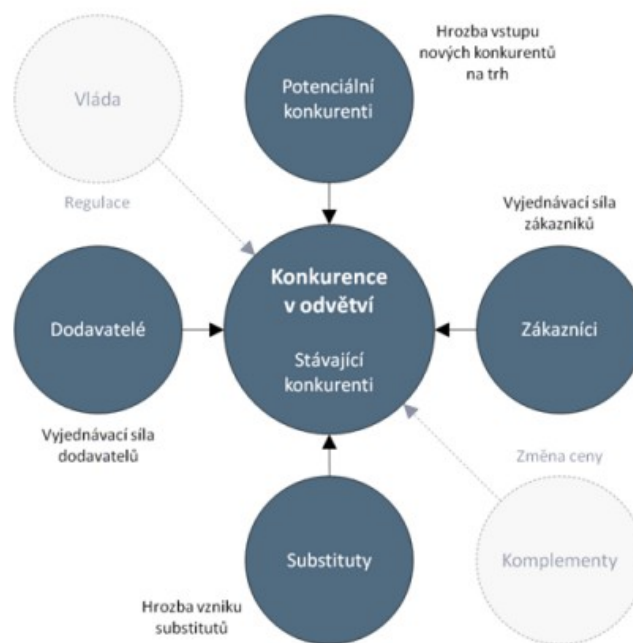 Hrozba vstupu
nových konkurentů
na trh
Potenciální
konkurenti
Vláda
Regulace
Vyjednávací síla
zákazníků
Konkurence
v odvětví
Stávající
konkurenti
Dodavatelé
Zákazníci
Vyjednávací síla
dodavatelů
Změna ceny
Substituty
Komplementy
Hrozba vzniku
substitutů